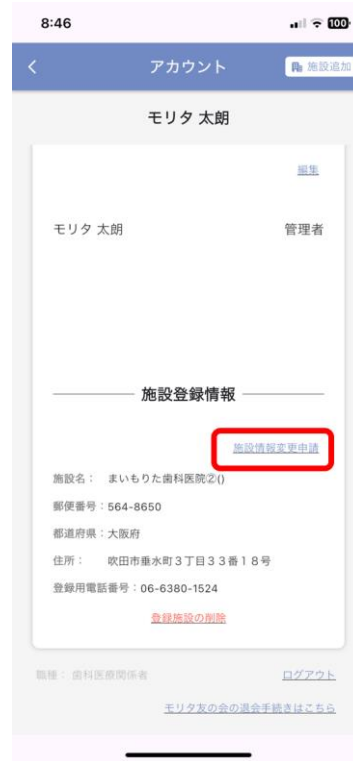 8:46
100
アカウント
施設追加
モリタ 太朗
編集
モリタ 太朗 管理者
施設登録情報
施設情報変更申請
施設名： まいもりた歯科医院②()
郵便番号：564-8650
都道府県：大阪府
住所： 吹田市垂水町３丁目３３番１８号
登録用電話番号：06-6380-1524
登録施設の削除
職種： 歯科医療関係者 ログアウト
モリタ友の会の退会手続きはこちら